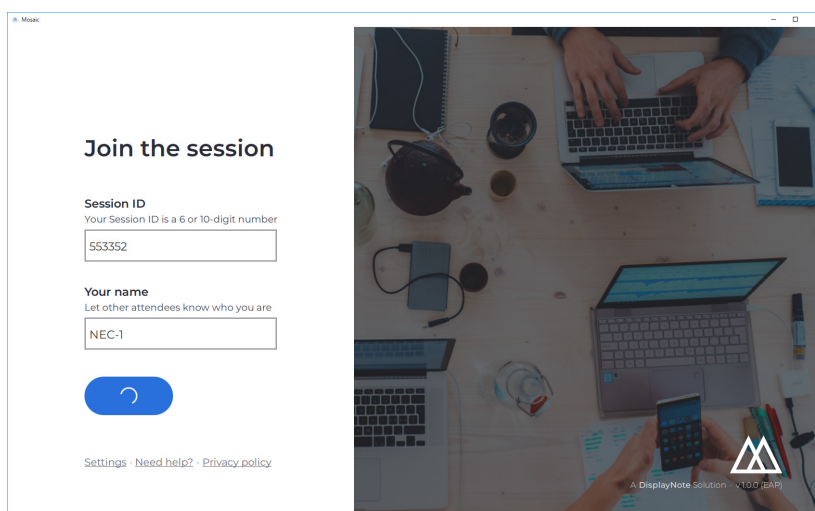 Mosaic
Join the session
Session ID
Your Session ID is a 6 or 10-digit number
553352
Your name
Let other attendees know who you are
NEC-1
Settings · Need help? · Privacy policy
A DisplayNote Solution - v1.0.0 (EAP)